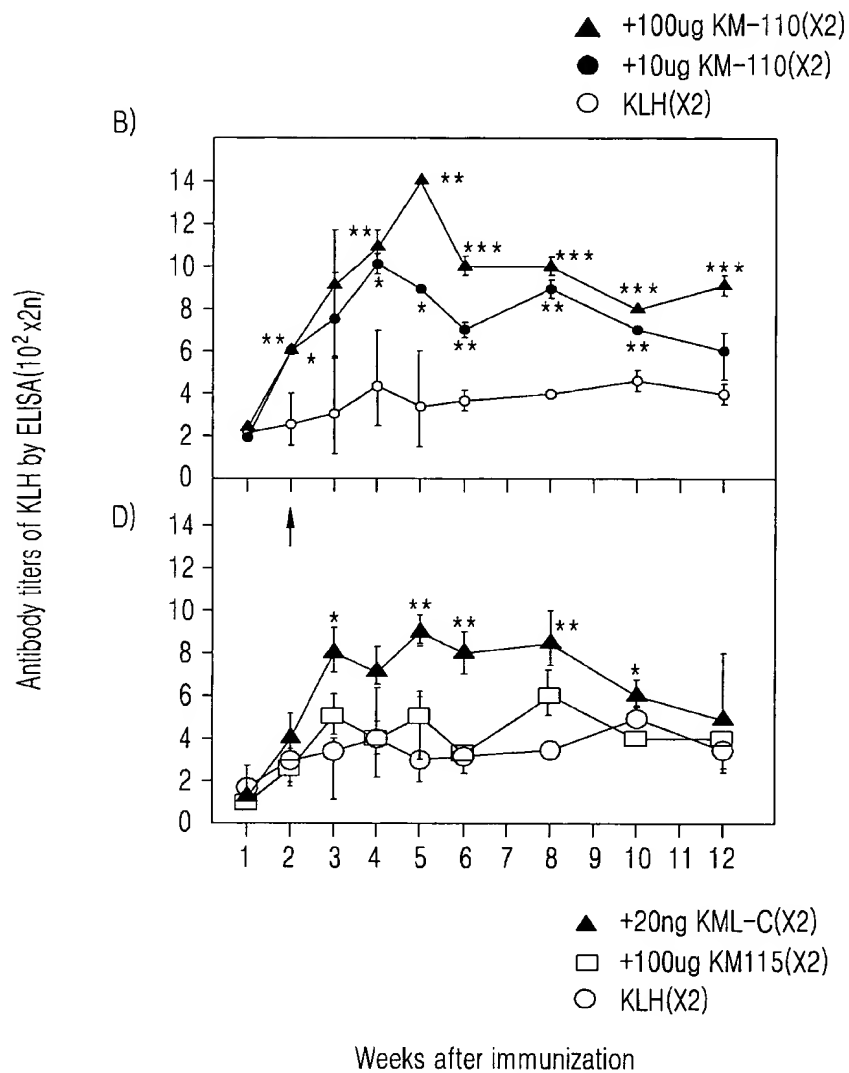 ▲ +100ug KM-110(X2)
● +10ug KM-110(X2)
○ KLH(X2)
B)
14
12
10
8
6
4
2
0
** * ** * ** * *** ** *** ** *** ** ***
D)
14
12
10
8
6
4
2
0
* ** ** ** *
1 2 3 4 5 6 7 8 9 10 11 12
Antibody titers of KLH by ELISA(10²x2n)
▲ +20ng KML-C(X2)
□ +100ug KM115(X2)
○ KLH(X2)
Weeks after immunization